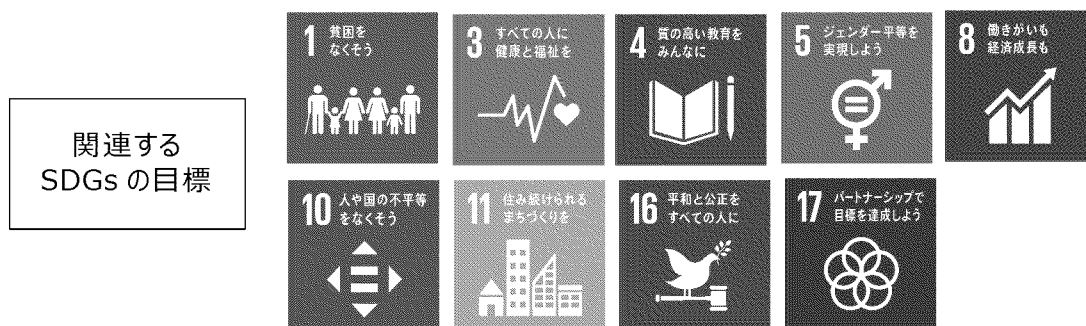 関連する
SDGs の目標
1 貧困を
なくそう
3 すべての人に
健康と福祉を
4 質の高い教育を
みんなに
5 ジェンダー平等を
実現しよう
8 働きがいも
経済成長も
10 人や国の不平等
をなくそう
11 住み続けられる
まちづくりを
16 平和と公正を
すべての人に
17 パートナーシップで
目標を達成しよう